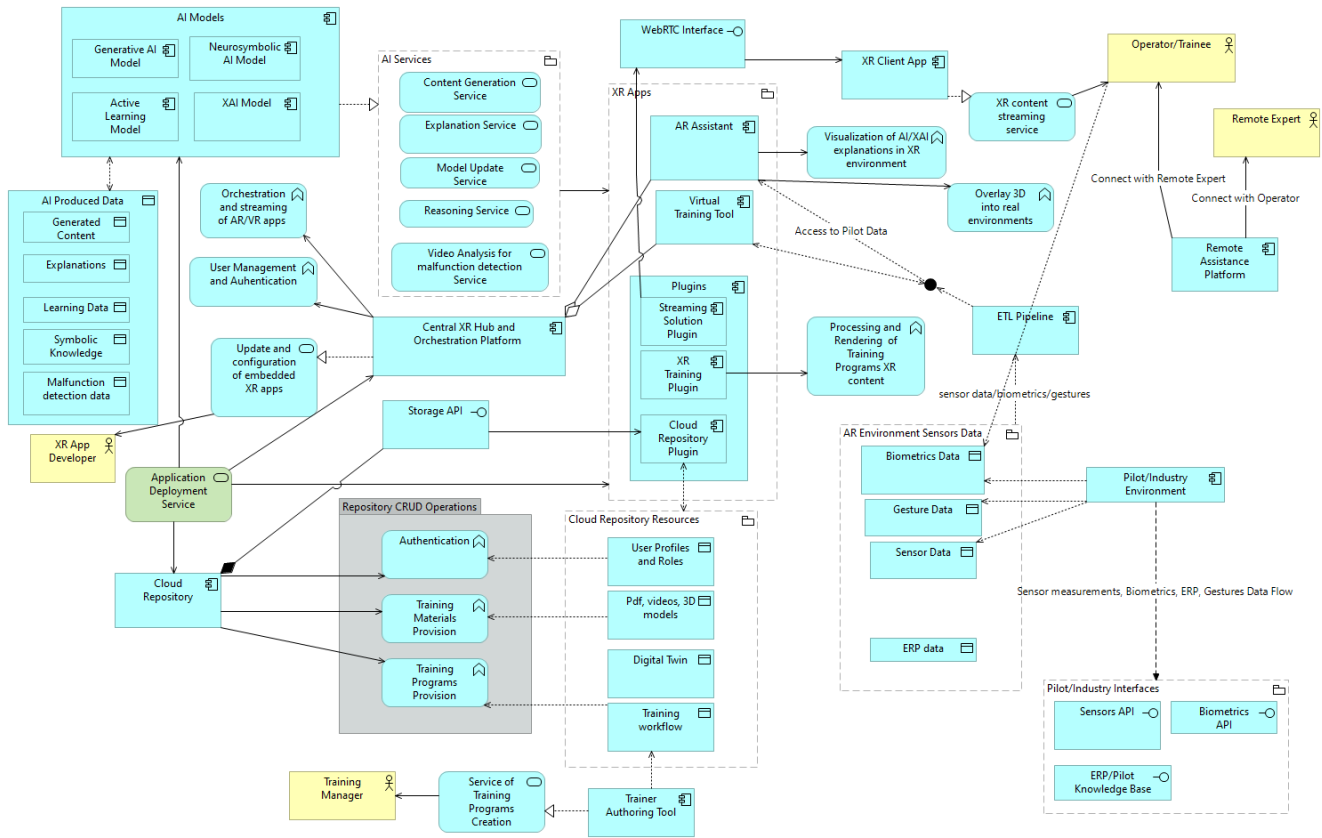 AI Models
Generative AI
Model
Neurosymbolic
AI Model
Active
Learning
Model
XAI Model
AI Services
Content Generation
Service
Explanation Service
Model Update
Service
Reasoning Service
Video Analysis for
malfunction detection
Service
WebRTC Interface
XR Client App
XR content
streaming
service
Operator/Trainee
Remote Expert
XR Apps
AR Assistant
Virtual
Training Tool
Visualization of AI/XAI
explanations in XR
environment
Overlay 3D
into real
environments
Connect with Remote Expert
Connect with Operator
Remote
Assistance
Platform
Access to Pilot Data
AI Produced Data
Generated
Content
Explanations
Learning Data
Symbolic
Knowledge
Malfunction
detection data
Orchestration
and streaming
of AR/VR apps
User Management
and Auhentication
Update and
configuration
of embedded
XR apps
Central XR Hub and
Orchestration Platform
Plugins
Streaming
Solution
Plugin
XR
Training
Plugin
Cloud
Repository
Plugin
Processing and
Rendering of
Training
Programs XR
content
ETL Pipeline
sensor data/biometrics/gestures
Storage API
XR App
Developer
Application
Deployment
Service
AR Environment Sensors Data
Biometrics Data
Gesture Data
Sensor Data
ERP data
Pilot/Industry
Environment
Sensor measurements, Biometrics, ERP, Gestures Data Flow
Repository CRUD Operations
Authentication
Training
Materials
Provision
Training
Programs
Provision
Cloud Repository Resources
User Profiles
and Roles
Pdf, videos, 3D
models
Digital Twin
Training
workflow
Cloud
Repository
Pilot/Industry Interfaces
Sensors API
Biometrics
API
ERP/Pilot
Knowledge Base
Training
Manager
Service of
Training
Programs
Creation
Trainer
Authoring Tool